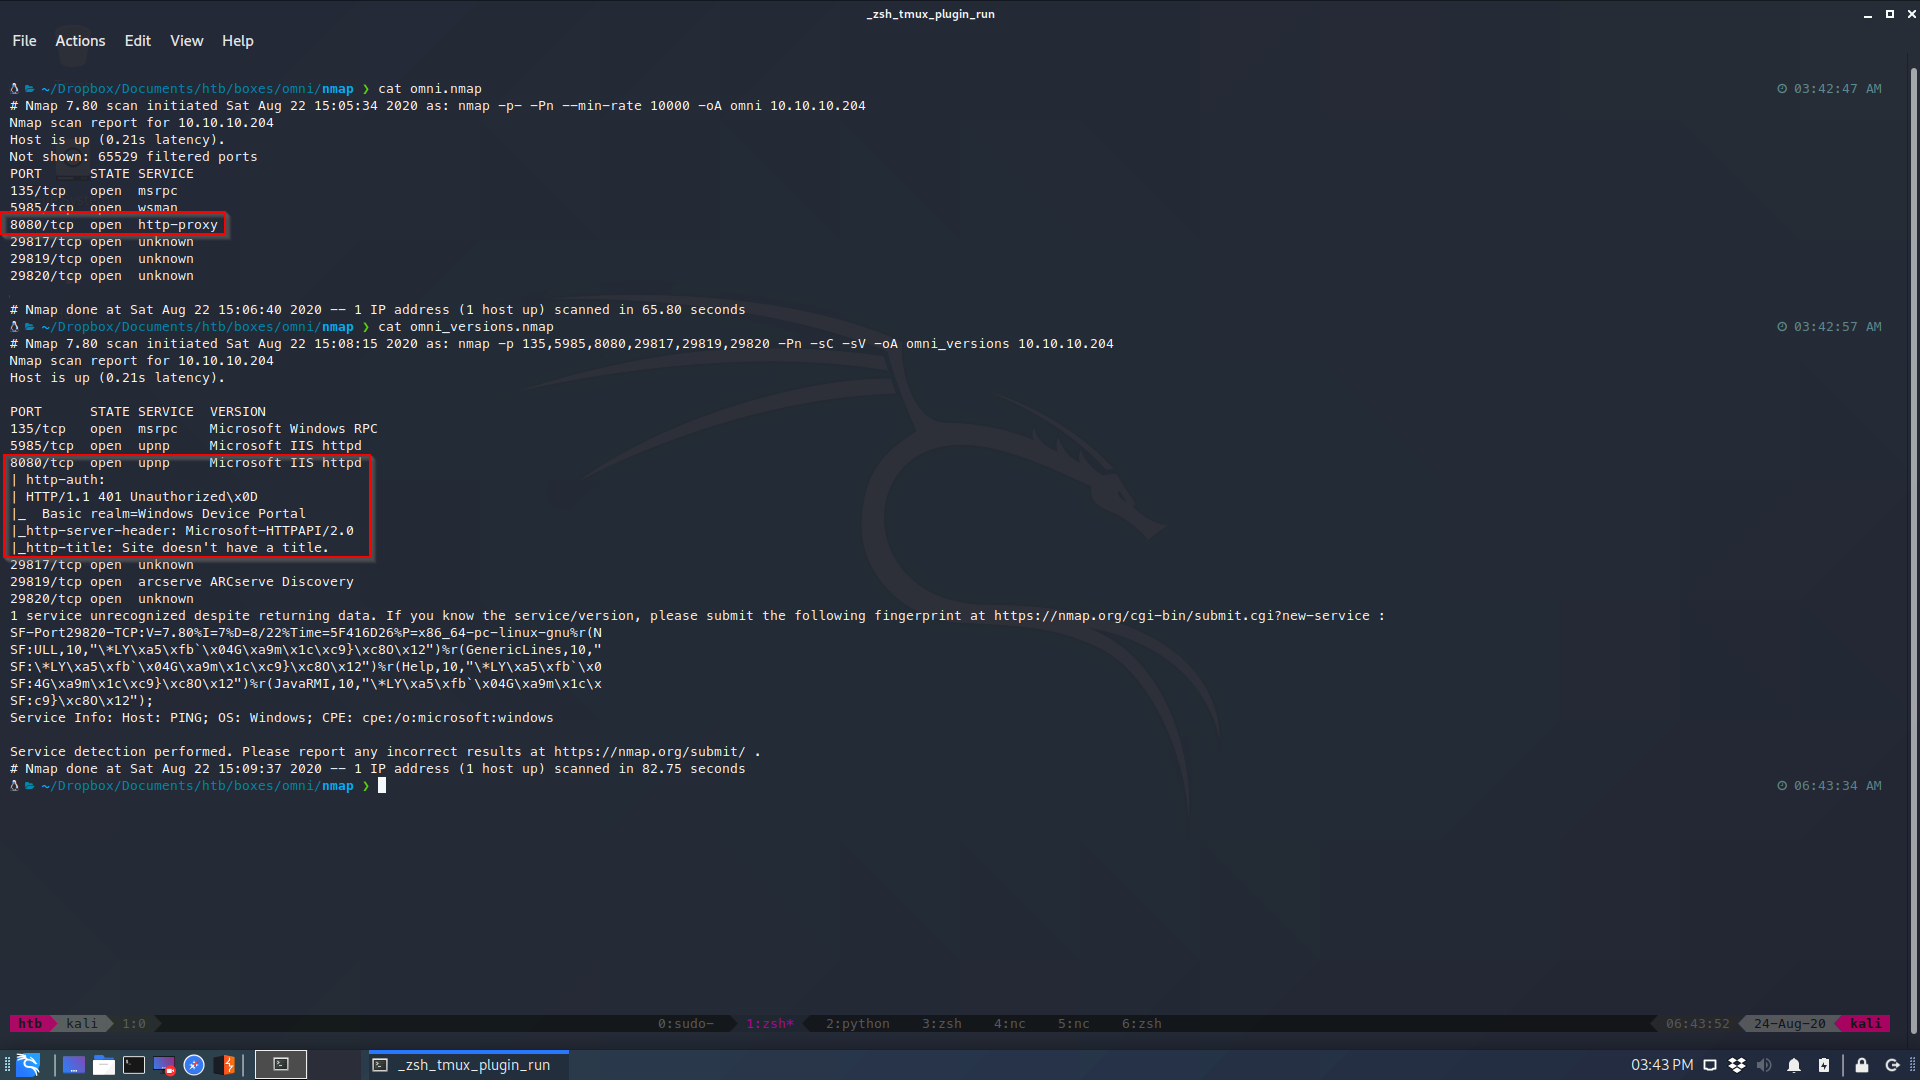 _zsh_tmux_plugin_run
File Actions Edit View Help
~/Dropbox/Documents/htb/boxes/omni/nmap ❯ cat omni.nmap 03:42:47 AM
# Nmap 7.80 scan initiated Sat Aug 22 15:05:34 2020 as: nmap -p- -Pn --min-rate 10000 -oA omni 10.10.10.204
Nmap scan report for 10.10.10.204
Host is up (0.21s latency).
Not shown: 65529 filtered ports
PORT STATE SERVICE
135/tcp open msrpc
5985/tcp open wsman
8080/tcp open http-proxy
29817/tcp open unknown
29819/tcp open unknown
29820/tcp open unknown
# Nmap done at Sat Aug 22 15:06:40 2020 -- 1 IP address (1 host up) scanned in 65.80 seconds
~/Dropbox/Documents/htb/boxes/omni/nmap ❯ cat omni_versions.nmap 03:42:57 AM
# Nmap 7.80 scan initiated Sat Aug 22 15:08:15 2020 as: nmap -p 135,5985,8080,29817,29819,29820 -Pn -sC -sV -oA omni_versions 10.10.10.204
Nmap scan report for 10.10.10.204
Host is up (0.21s latency).
PORT STATE SERVICE VERSION
135/tcp open msrpc Microsoft Windows RPC
5985/tcp open upnp Microsoft IIS httpd
8080/tcp open upnp Microsoft IIS httpd
| http-auth:
| HTTP/1.1 401 Unauthorized\x0D
|_ Basic realm=Windows Device Portal
|_http-server-header: Microsoft-HTTPAPI/2.0
|_http-title: Site doesn't have a title.
29817/tcp open unknown
29819/tcp open arcserve ARCserve Discovery
29820/tcp open unknown
1 service unrecognized despite returning data. If you know the service/version, please submit the following fingerprint at https://nmap.org/cgi-bin/submit.cgi?new-service :
SF-Port29820-TCP:V=7.80%I=7%D=8/22%Time=5F416D26%P=x86_64-pc-linux-gnu%r(N
SF:ULL,10,"\*LY\xa5\xfb`\x04G\xa9m\x1c\xc9}\xc8O\x12")%r(GenericLines,10,"
SF:\*LY\xa5\xfb`\x04G\xa9m\x1c\xc9}\xc8O\x12")%r(Help,10,"\*LY\xa5\xfb`\x0
SF:4G\xa9m\x1c\xc9}\xc8O\x12")%r(JavaRMI,10,"\*LY\xa5\xfb`\x04G\xa9m\x1c\x
SF:c9}\xc8O\x12");
Service Info: Host: PING; OS: Windows; CPE: cpe:/o:microsoft:windows
Service detection performed. Please report any incorrect results at https://nmap.org/submit/ .
# Nmap done at Sat Aug 22 15:09:37 2020 -- 1 IP address (1 host up) scanned in 82.75 seconds
~/Dropbox/Documents/htb/boxes/omni/nmap ❯ 06:43:34 AM
htb kali 1:0 0:sudo- 1:zsh* 2:python 3:zsh 4:nc 5:nc 6:zsh 06:43:52 24-Aug-20 kali
_zsh_tmux_plugin_run 03:43 PM